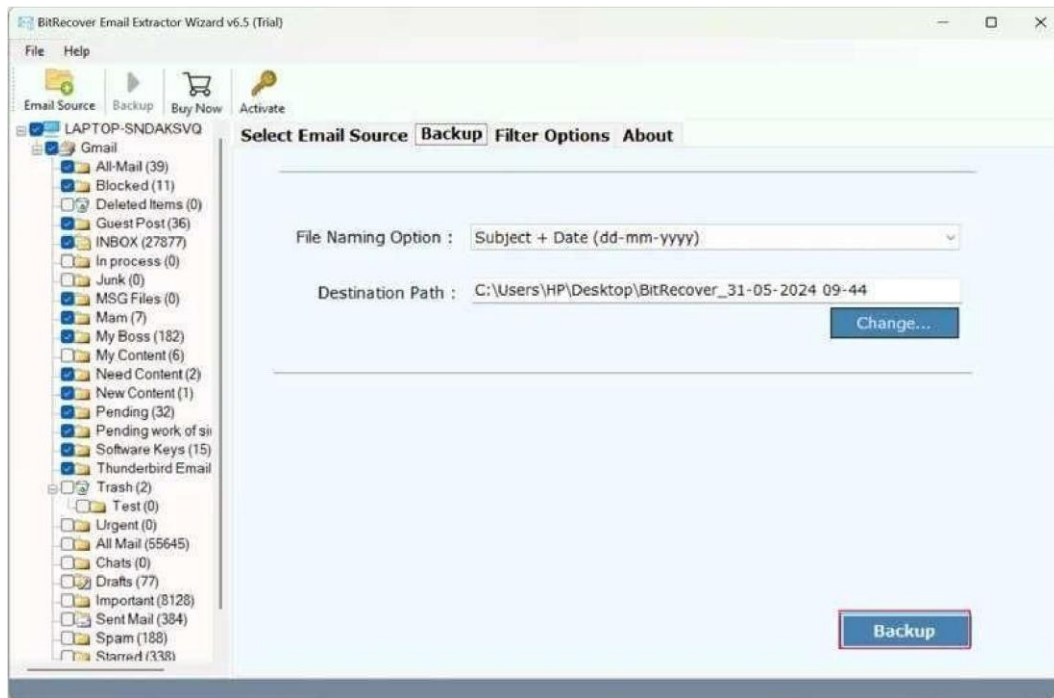 BitRecover Email Extractor Wizard v6.5 (Trial)
File Help
Email Source Backup Buy Now Activate
LAPTOP-SNDAKSVQ
Gmail
All-Mail (39)
Blocked (11)
Deleted Items (0)
Guest Post (36)
INBOX (27877)
In process (0)
Junk (0)
MSG Files (0)
Mam (7)
My Boss (182)
My Content (6)
Need Content (2)
New Content (1)
Pending (32)
Pending work of
Software Keys (15)
Thunderbird Email
Trash (2)
Test (0)
Urgent (0)
All Mail (55645)
Chats (0)
Drafts (77)
Important (8128)
Sent Mail (384)
Spam (188)
Starred (338)
Select Email Source Backup Filter Options About
File Naming Option : Subject + Date (dd-mm-yyyy)
Destination Path : C:\Users\HP\Desktop\BitRecover_31-05-2024 09-44
Change...
Backup